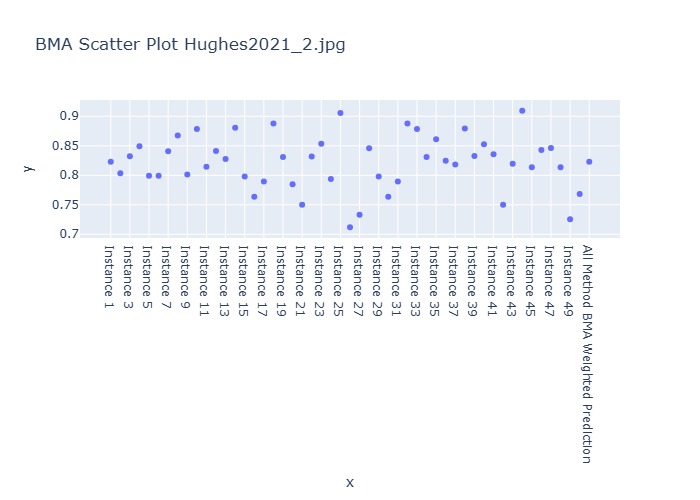 BMA Scatter Plot Hughes2021_2.jpg
0.9
0.85
0.8
0.75
0.7
y
Instance 1
Instance 3
Instance 5
Instance 7
Instance 9
Instance 11
Instance 13
Instance 15
Instance 17
Instance 19
Instance 21
Instance 23
Instance 25
Instance 27
Instance 29
Instance 31
Instance 33
Instance 35
Instance 37
Instance 39
Instance 41
Instance 43
Instance 45
Instance 47
Instance 49
All Method BMA Weighted Prediction
x